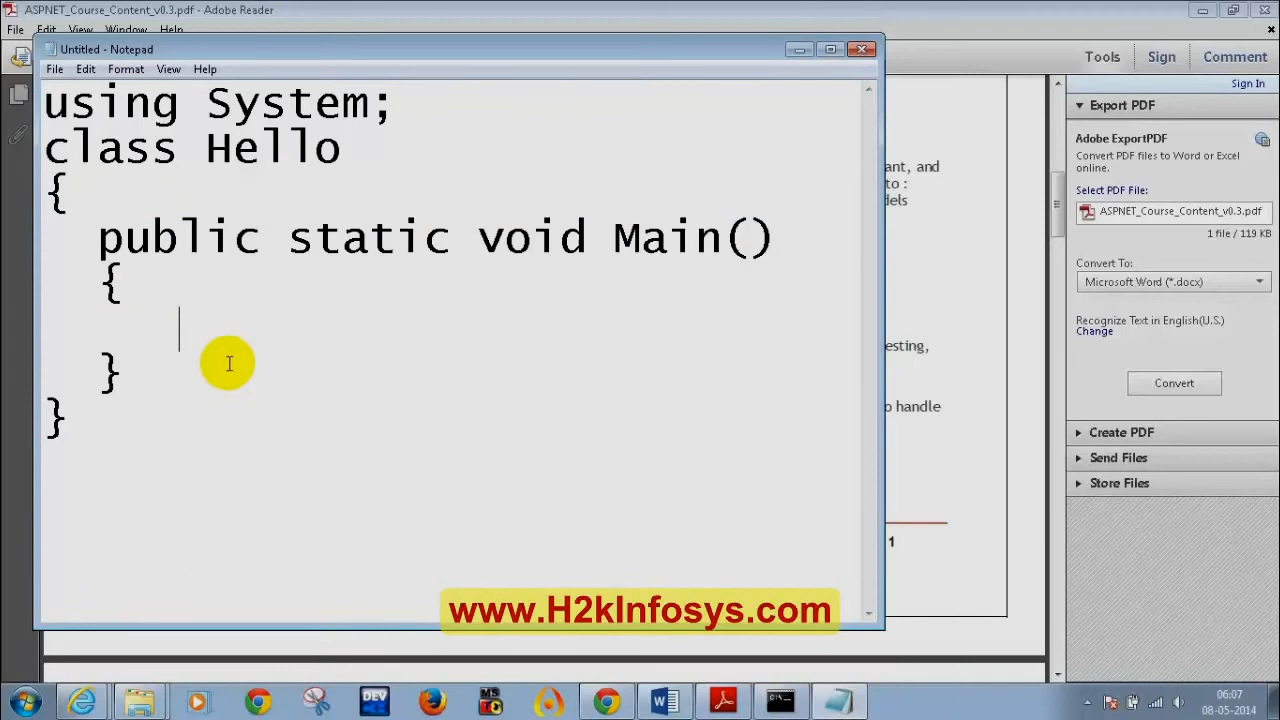 ASPNET_Course_Content_v0.3.pdf - Adobe Reader
File Edit View Window Help
Untitled - Notepad
File Edit Format View Help
using System;
class Hello
{
public static void Main()
{
}
}
Tools Sign Comment
Sign In
Export PDF
Adobe ExportPDF
Convert PDF files to Word or Excel
online.
Select PDF File:
ASPNET_Course_Content_v0.3.pdf
1 file / 119 KB
Convert To:
Microsoft Word (*.docx)
Recognize Text in English(U.S.)
Change
Convert
Create PDF
Send Files
Store Files
ant, and
to :
dels
esting,
o handle
1
www.H2kInfosys.com
DEV
MS
06:07
08-05-2014